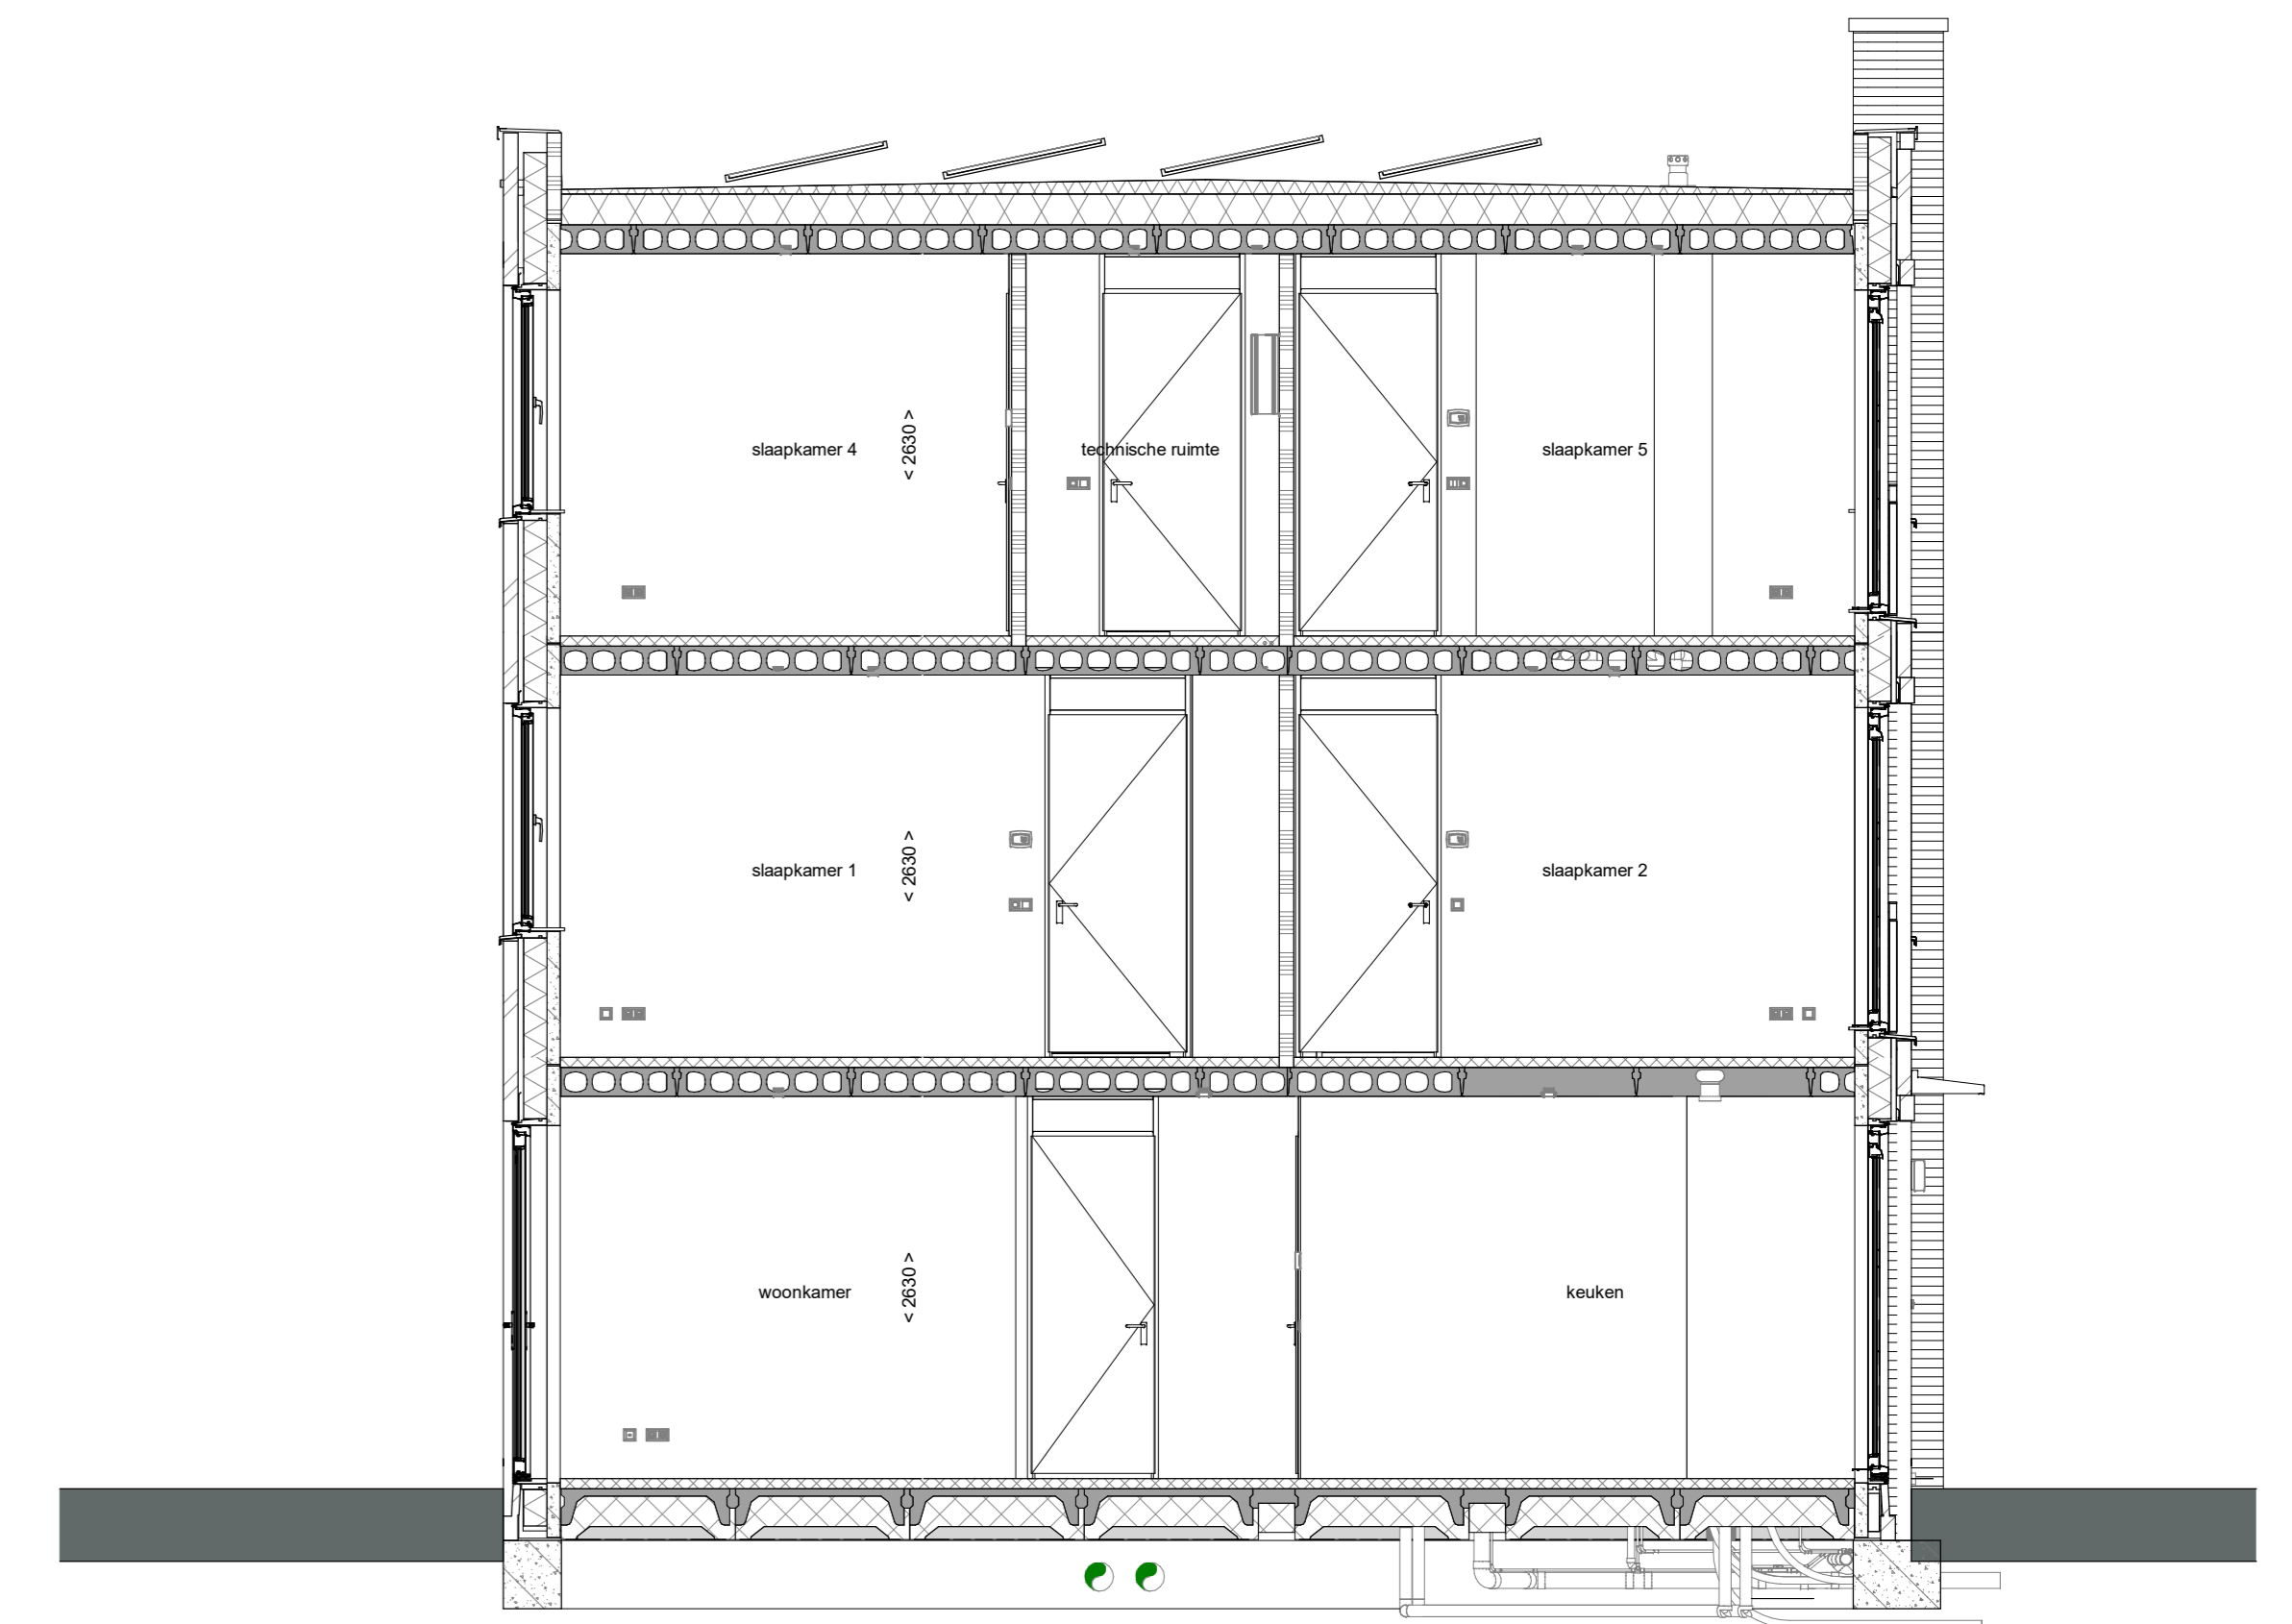 slaapkamer 4
< 2630 >
technische ruimte
slaapkamer 5
slaapkamer 1
< 2630 >
slaapkamer 2
woonkamer
< 2630 >
keuken